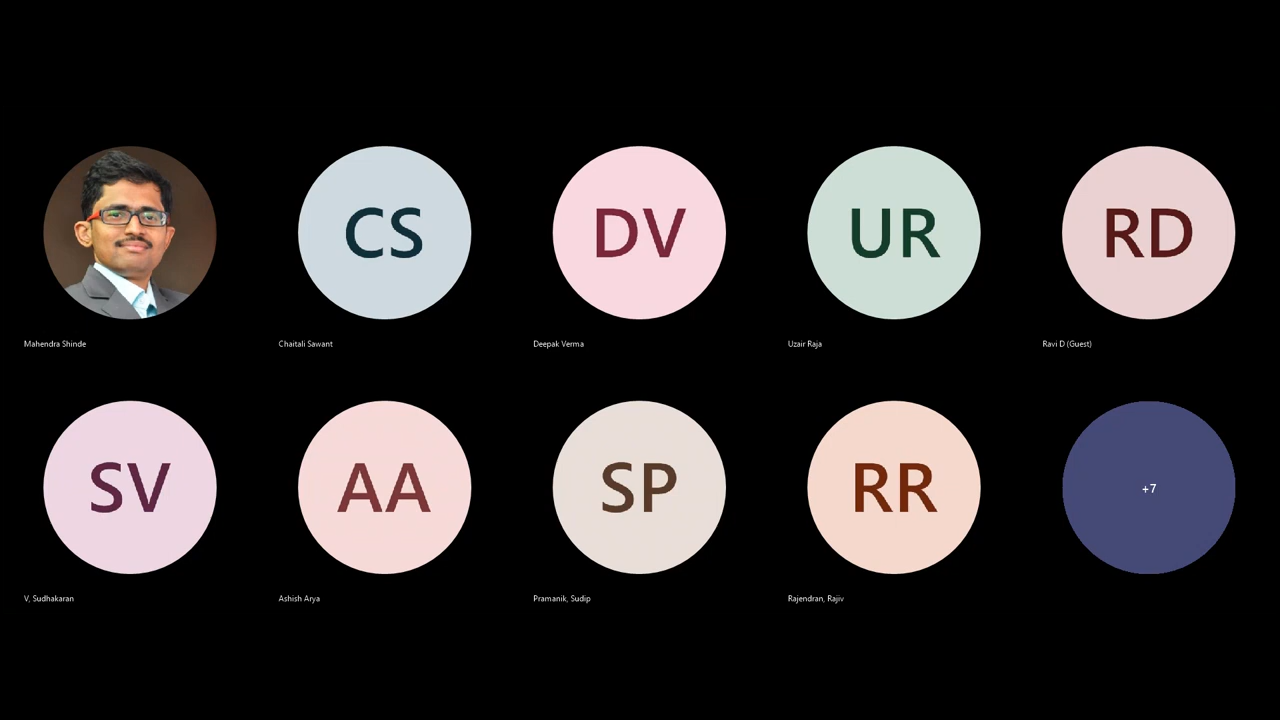 CS
DV
UR
RD
Mahendra Shinde
Chaitali Sawant
Deepak Verma
Uzair Raja
Ravi D (Guest)
SV
AA
SP
RR
+7
V, Sudhakaran
Ashish Arya
Pramanik, Sudip
Rajendran, Rajiv